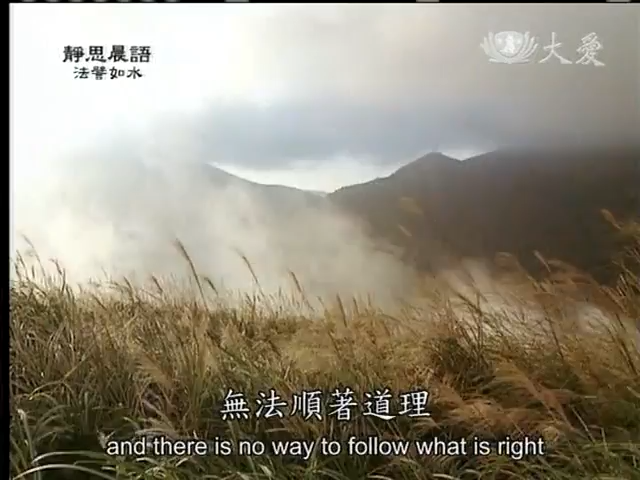 靜思晨語
法譬如水
大愛
無法順著道理
and there is no way to follow what is right